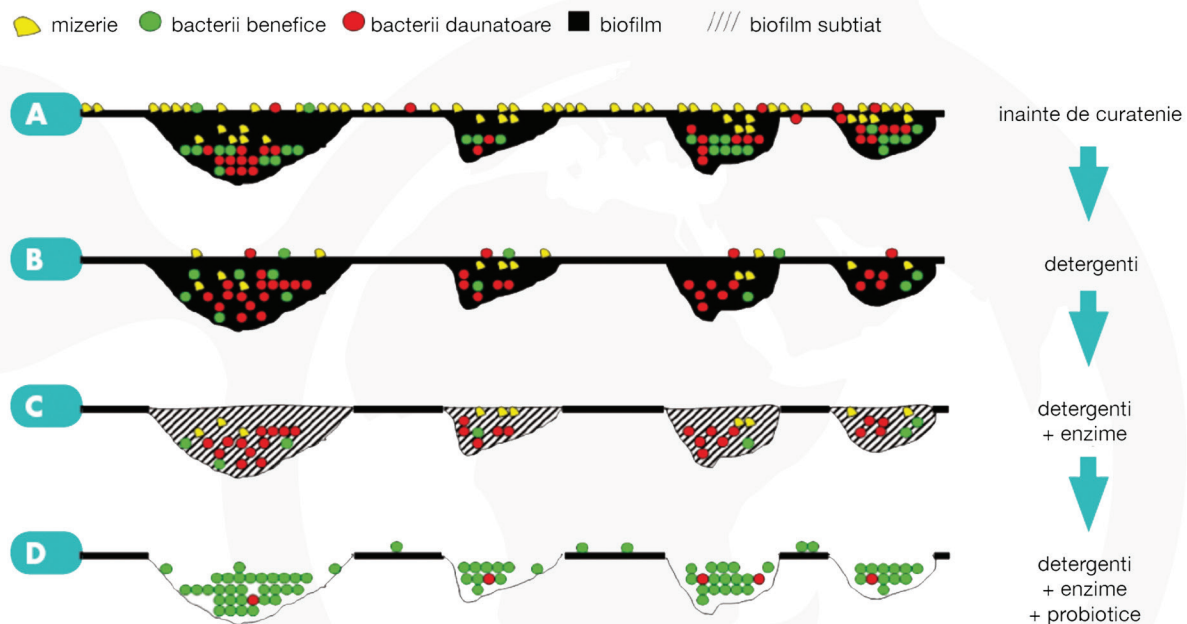 mizerie bacterii benefice bacterii daunatoare biofilm biofilm subtiat
A inainte de curatenie
B detergenti
C detergenti
+ enzime
D detergenti
+ enzime
+ probiotice